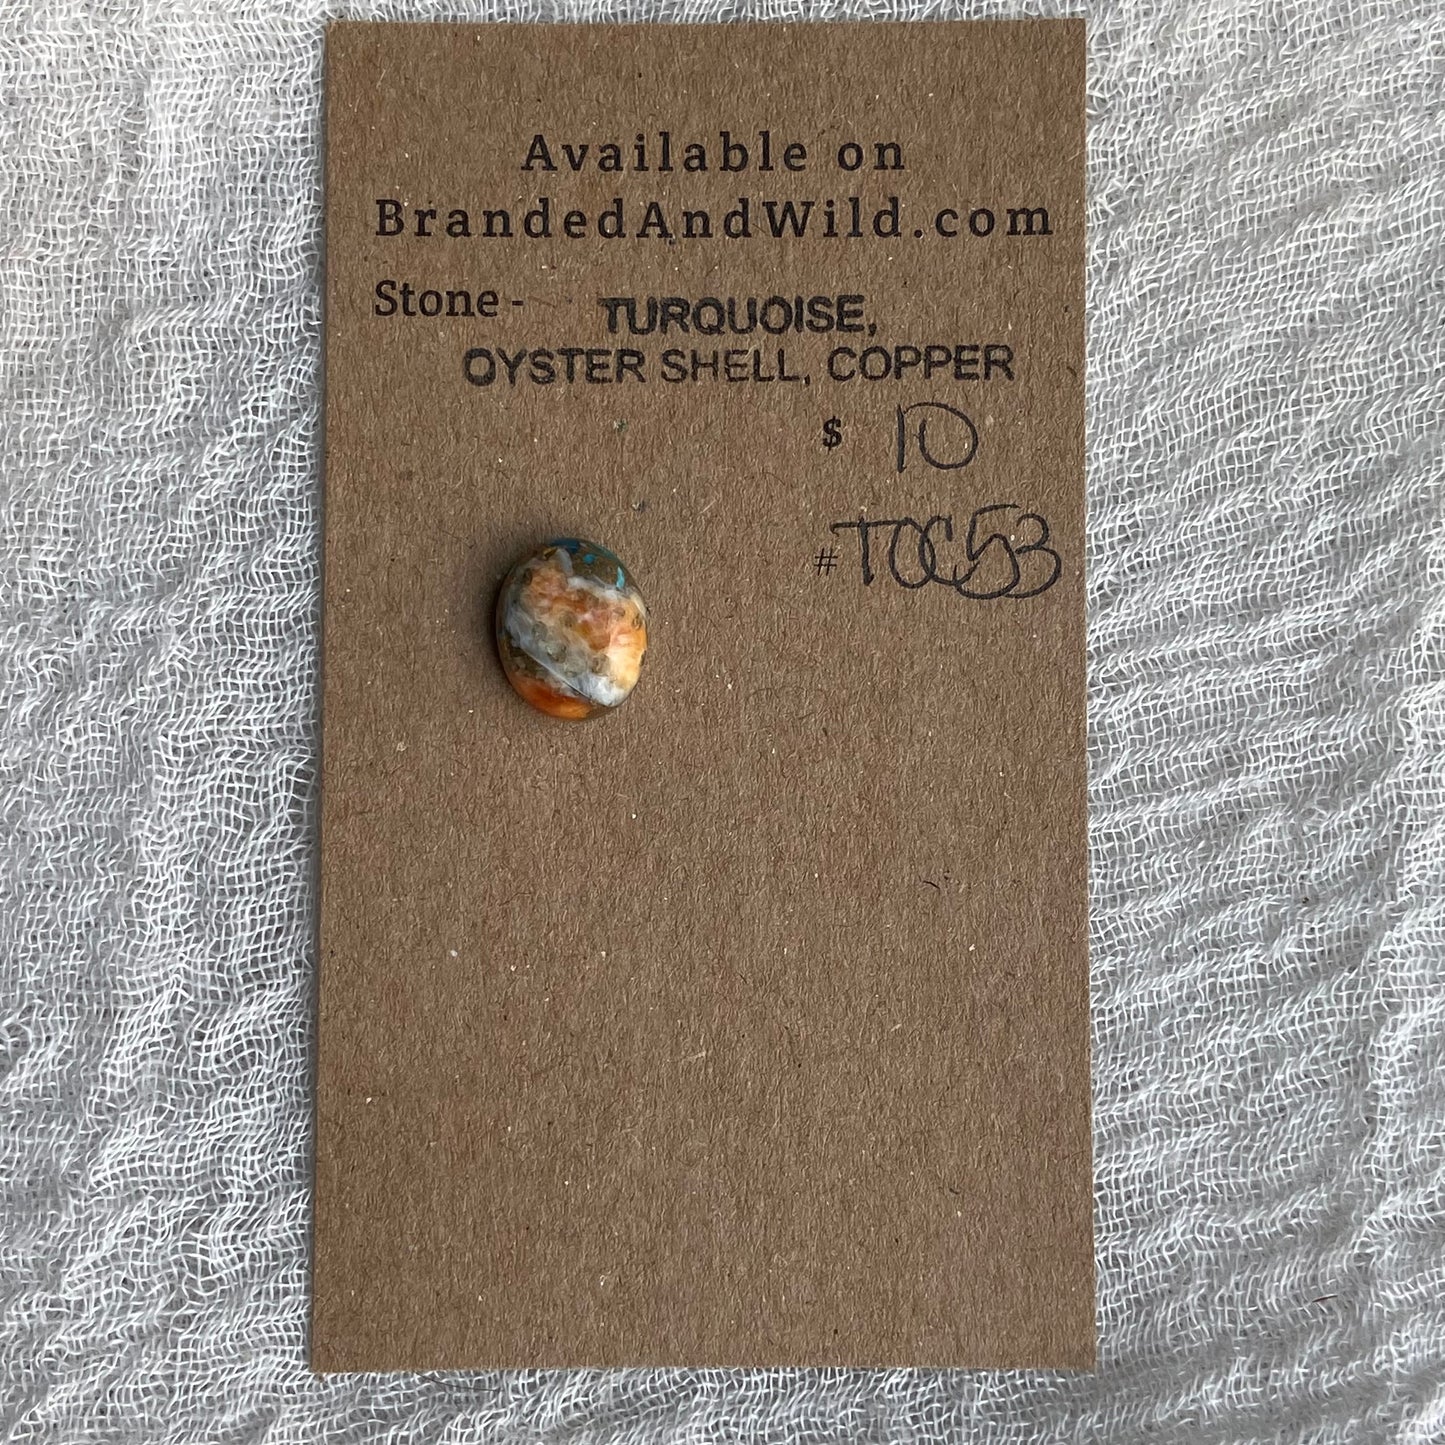 Available on
BrandedAndWild.com
Stone - TURQUOISE,
OYSTER SHELL, COPPER
$ 10
# TOC53